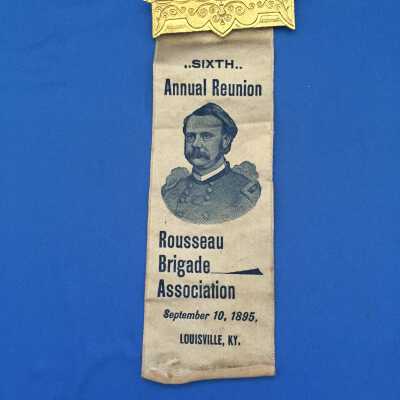 ..SIXTH..
Annual Reunion
Rousseau
Brigade
Association
September 10, 1895,
LOUISVILLE, KY.